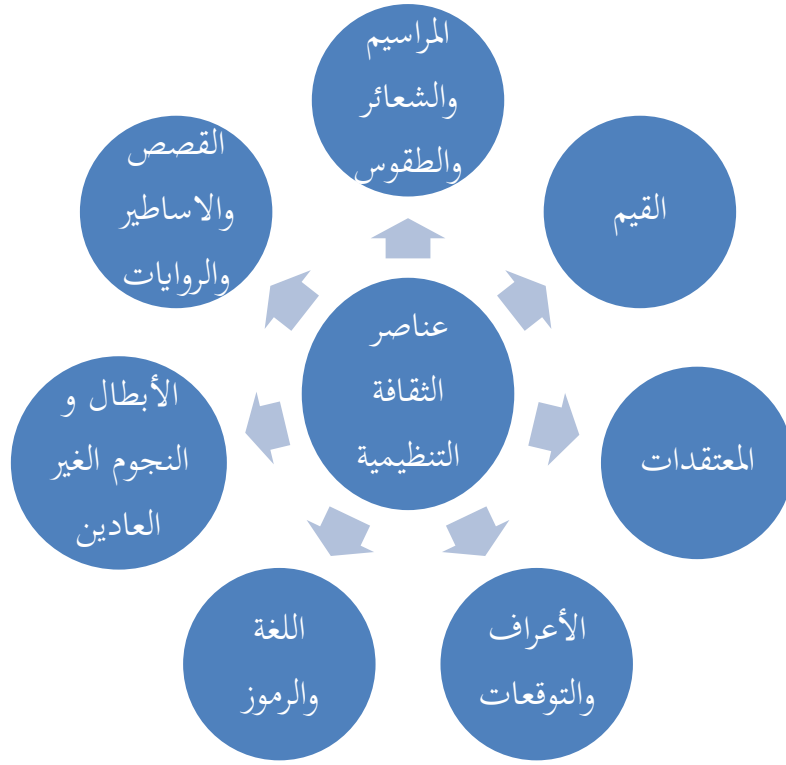 عناصر
الثقافة
التنظيمية
المراسيم
والشعائر
والطقوس
القيم
المعتقدات
الأعراف
والتوقعات
اللغة
والرموز
الأبطال و
النجوم الغير
العادين
القصص
والاساطير
والروايات